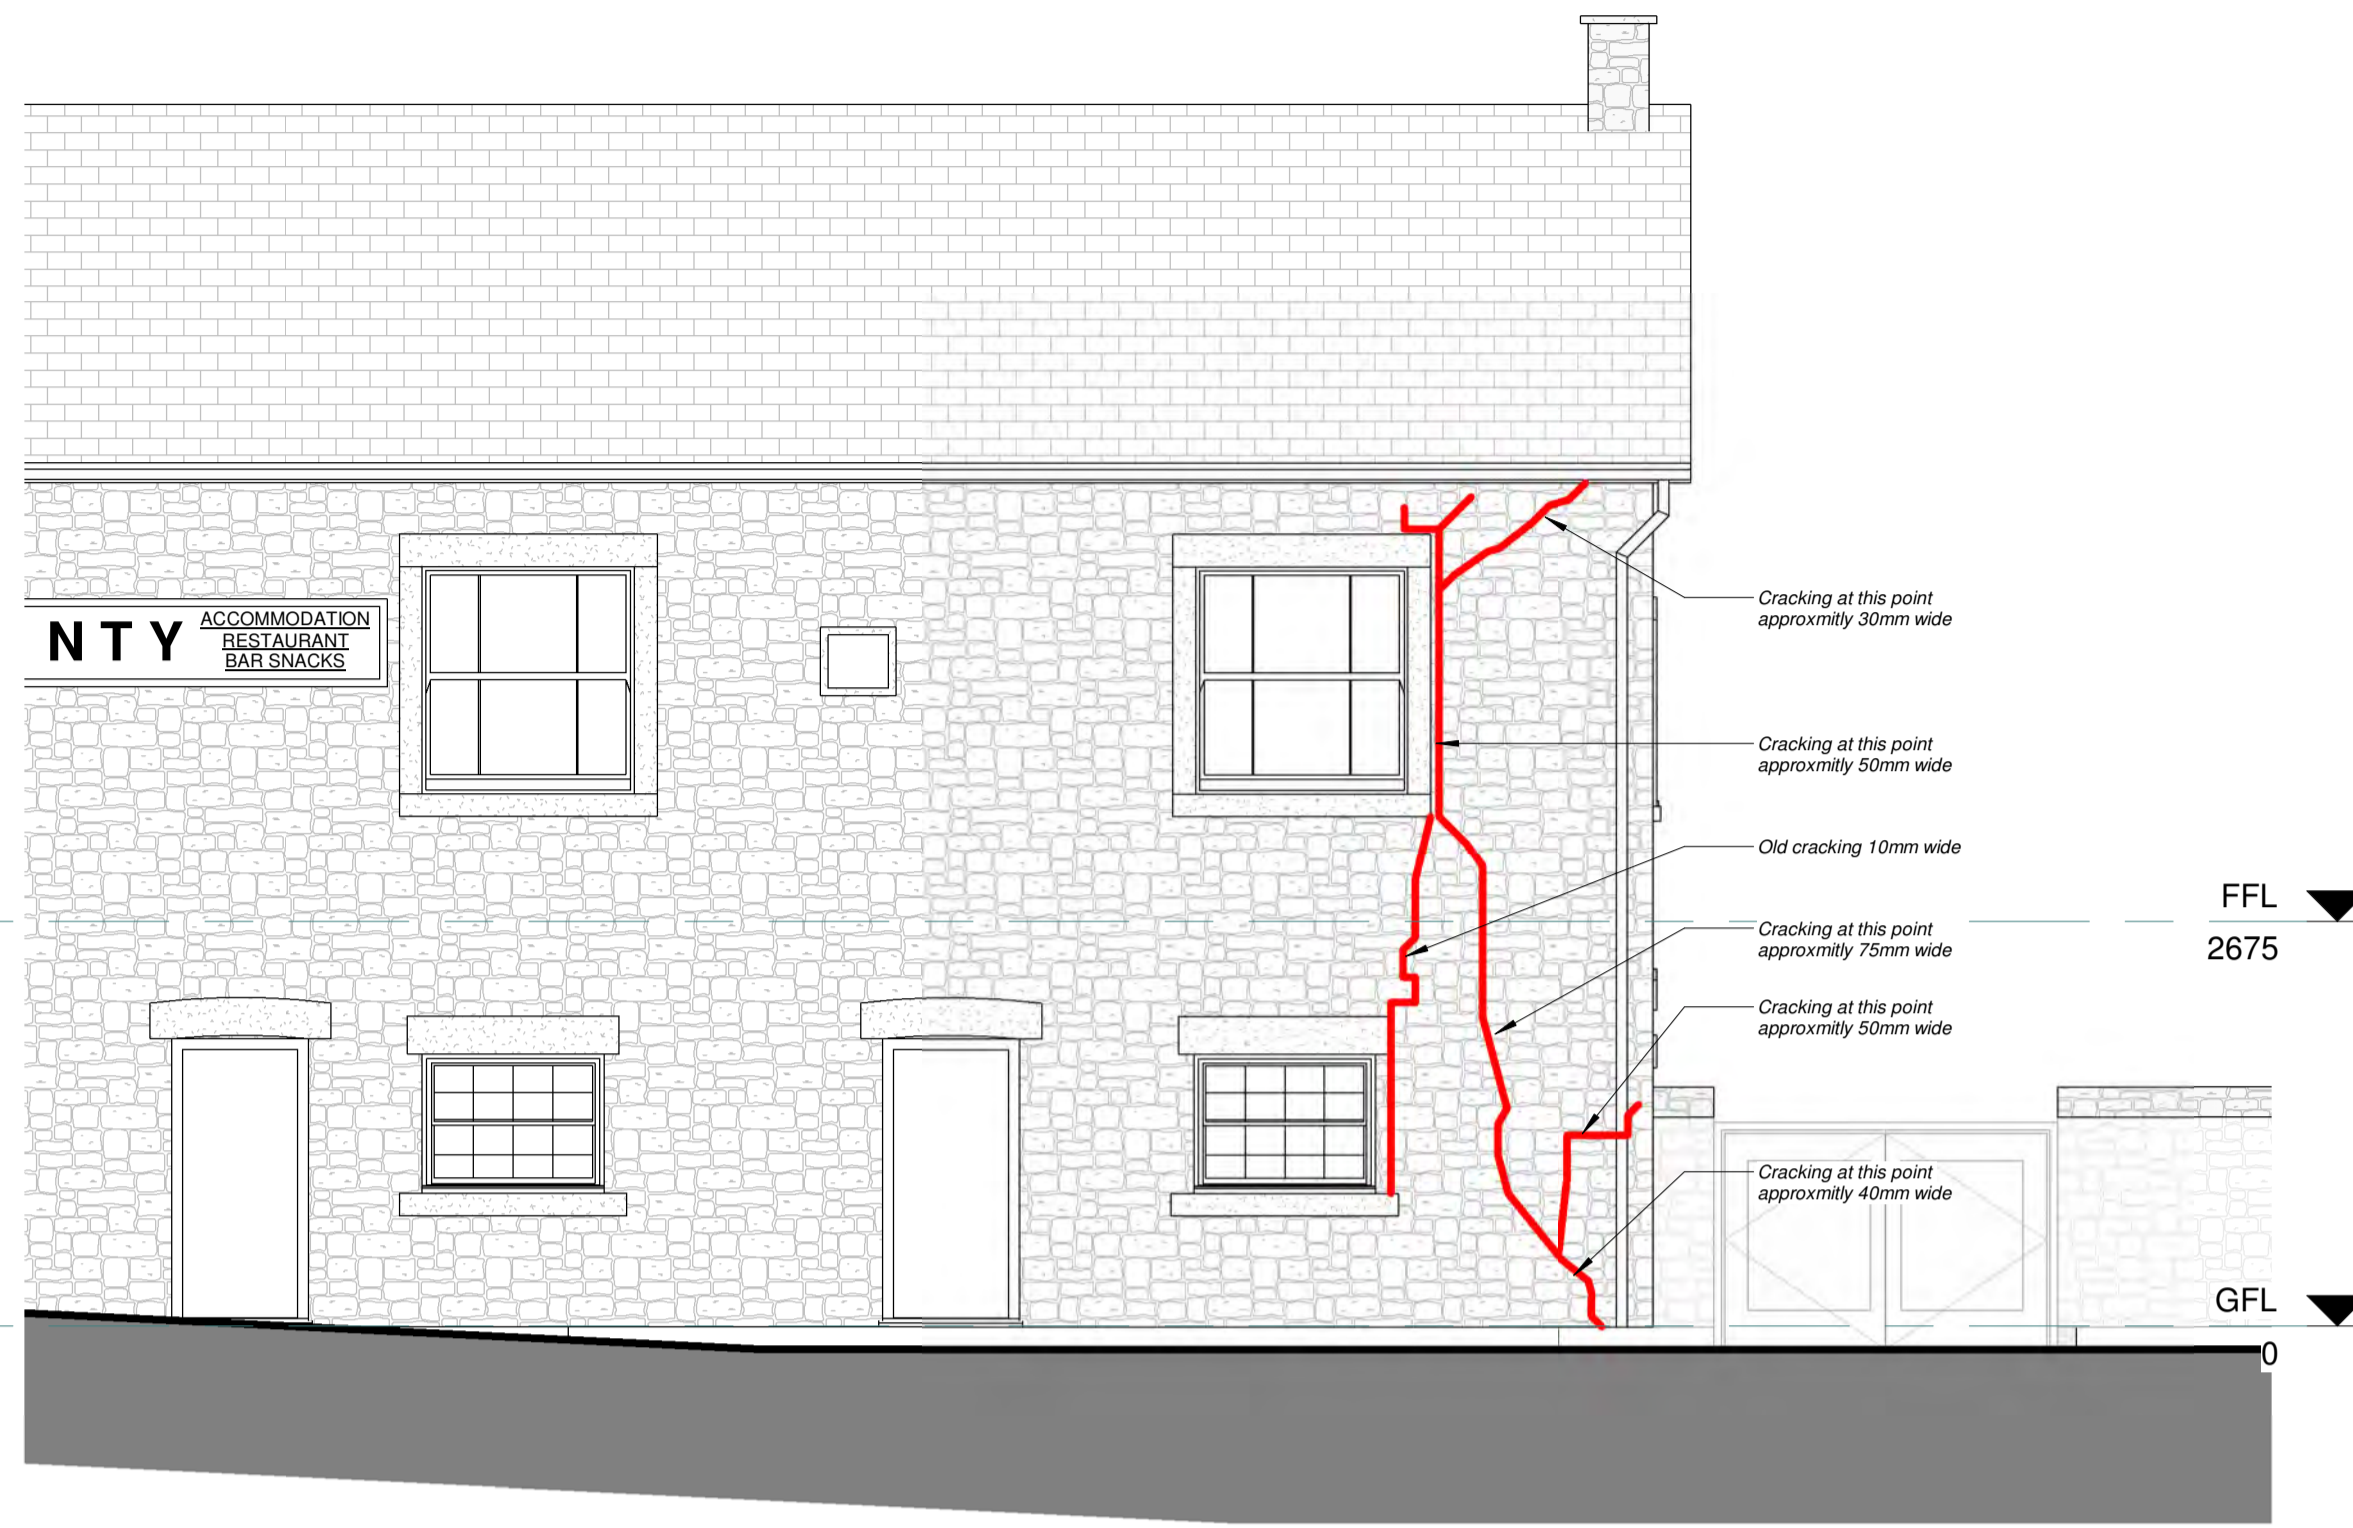 N T Y
ACCOMMODATION
RESTAURANT
BAR SNACKS
Cracking at this point
approxmitly 30mm wide
Cracking at this point
approxmitly 50mm wide
Old cracking 10mm wide
Cracking at this point
approxmitly 75mm wide
Cracking at this point
approxmitly 50mm wide
Cracking at this point
approxmitly 40mm wide
FFL
2675
GFL
0